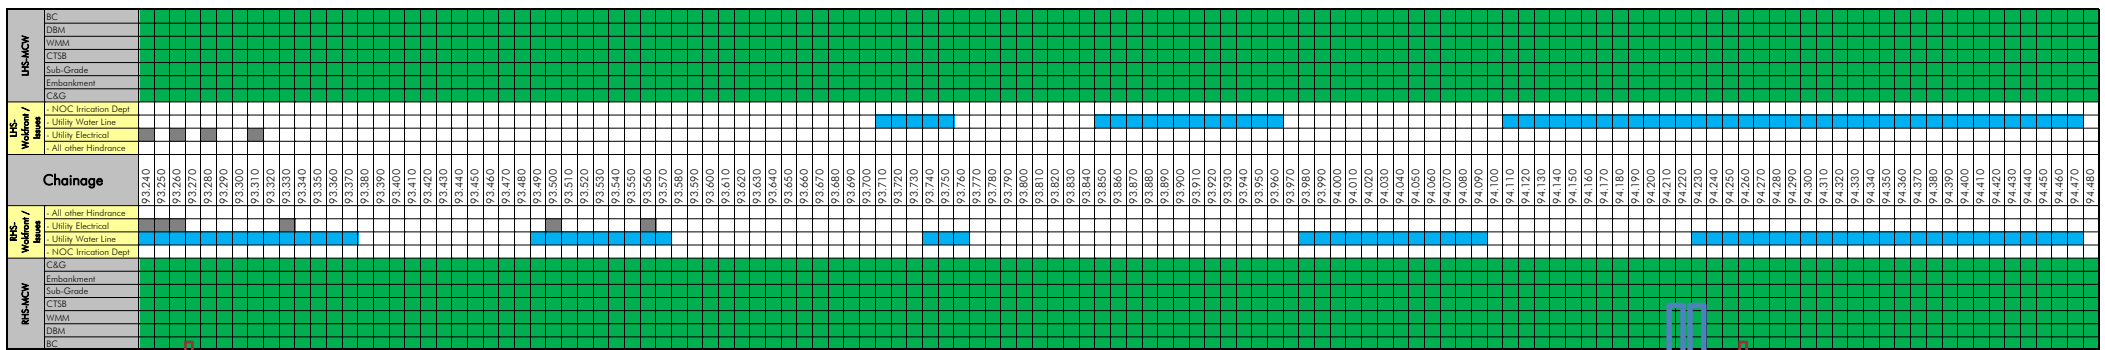 LHS-MCW
BC
DBM
WMM
CTSB
Sub-Grade
Embankment
C&G
LHS-
Wokfront /
Issues
- NOC Irrication Dept
- Utility Water Line
- Utility Electrical
- All other Hindrance
Chainage
93.240 93.250 93.260 93.270 93.280 93.290 93.300 93.310 93.320 93.330 93.340 93.350 93.360 93.370 93.380 93.390 93.400 93.410 93.420 93.430 93.440 93.450 93.460 93.470 93.480 93.490 93.500 93.510 93.520 93.530 93.540 93.550 93.560 93.570 93.580 93.590 93.600 93.610 93.620 93.630 93.640 93.650 93.660 93.670 93.680 93.690 93.700 93.710 93.720 93.730 93.740 93.750 93.760 93.770 93.780 93.790 93.800 93.810 93.820 93.830 93.840 93.850 93.860 93.870 93.880 93.890 93.900 93.910 93.920 93.930 93.940 93.950 93.960 93.970 93.980 93.990 94.000 94.010 94.020 94.030 94.040 94.050 94.060 94.070 94.080 94.090 94.100 94.110 94.120 94.130 94.140 94.150 94.160 94.170 94.180 94.190 94.200 94.210 94.220 94.230 94.240 94.250 94.260 94.270 94.280 94.290 94.300 94.310 94.320 94.330 94.340 94.350 94.360 94.370 94.380 94.390 94.400 94.410 94.420 94.430 94.440 94.450 94.460 94.470 94.480
RHS-
Wokfront /
Issues
- All other Hindrance
- Utility Electrical
- Utility Water Line
- NOC Irrication Dept
RHS-MCW
C&G
Embankment
Sub-Grade
CTSB
WMM
DBM
BC